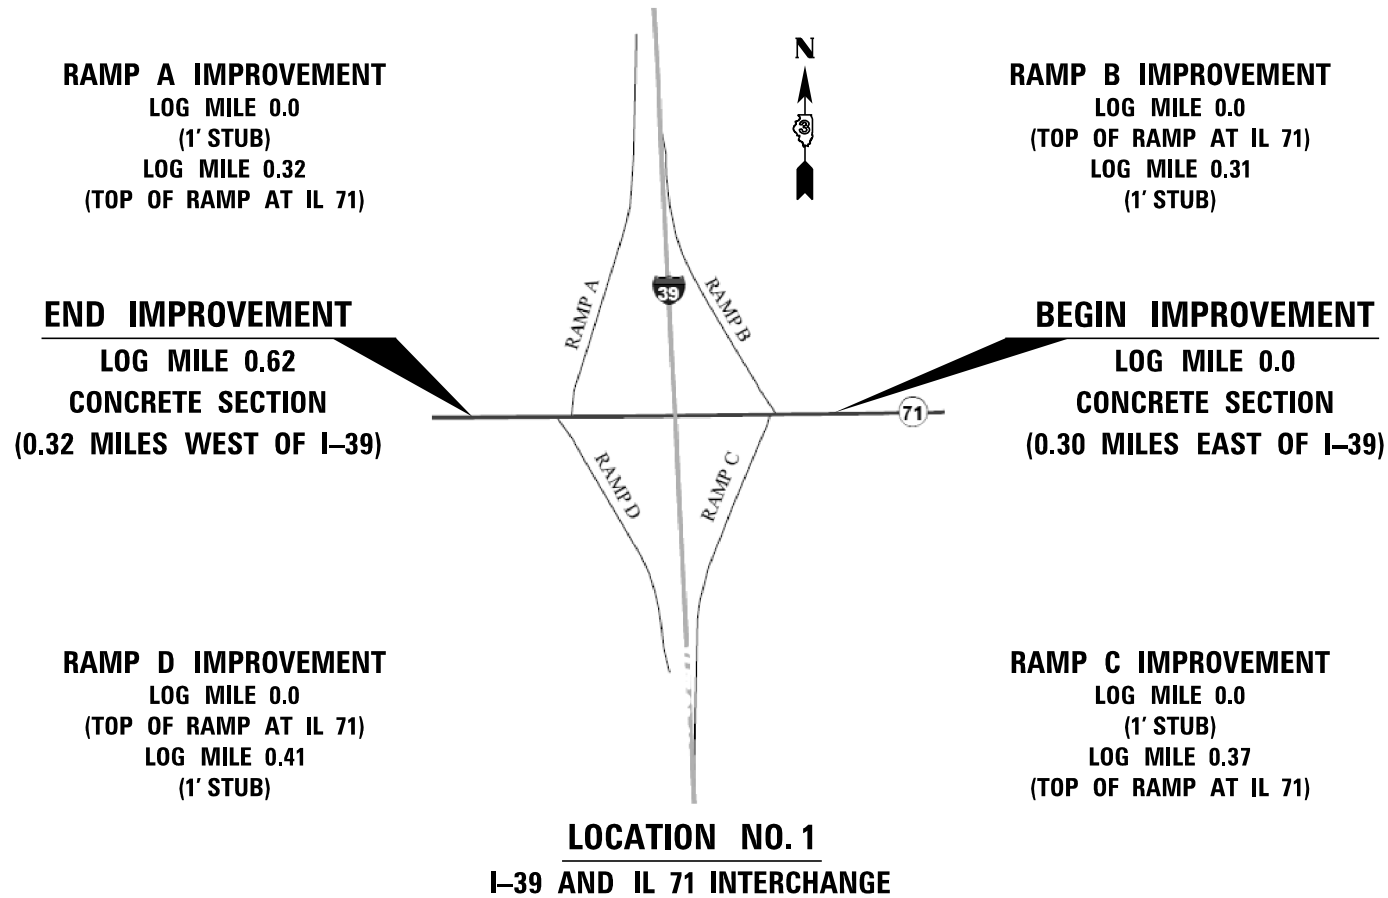 RAMP A IMPROVEMENT
LOG MILE 0.0
(1' STUB)
LOG MILE 0.32
(TOP OF RAMP AT IL 71)
N
3
RAMP B IMPROVEMENT
LOG MILE 0.0
(TOP OF RAMP AT IL 71)
LOG MILE 0.31
(1' STUB)
END IMPROVEMENT
LOG MILE 0.62
CONCRETE SECTION
(0.32 MILES WEST OF I–39)
RAMP A
39
RAMP B
BEGIN IMPROVEMENT
LOG MILE 0.0
CONCRETE SECTION
(0.30 MILES EAST OF I–39)
71
RAMP D
RAMP C
RAMP D IMPROVEMENT
LOG MILE 0.0
(TOP OF RAMP AT IL 71)
LOG MILE 0.41
(1' STUB)
RAMP C IMPROVEMENT
LOG MILE 0.0
(1' STUB)
LOG MILE 0.37
(TOP OF RAMP AT IL 71)
LOCATION NO. 1
I–39 AND IL 71 INTERCHANGE